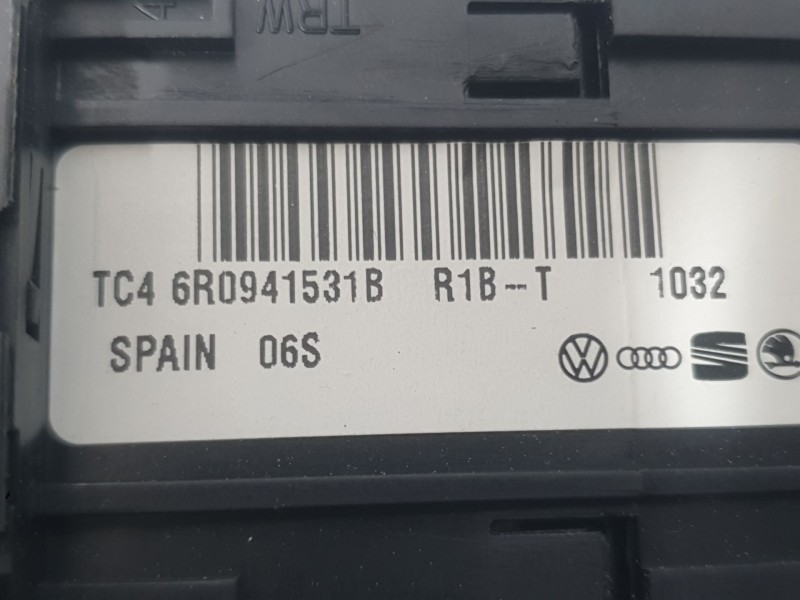 TRW
TC4 6R0941531B R1B--T 1032
SPAIN 06S